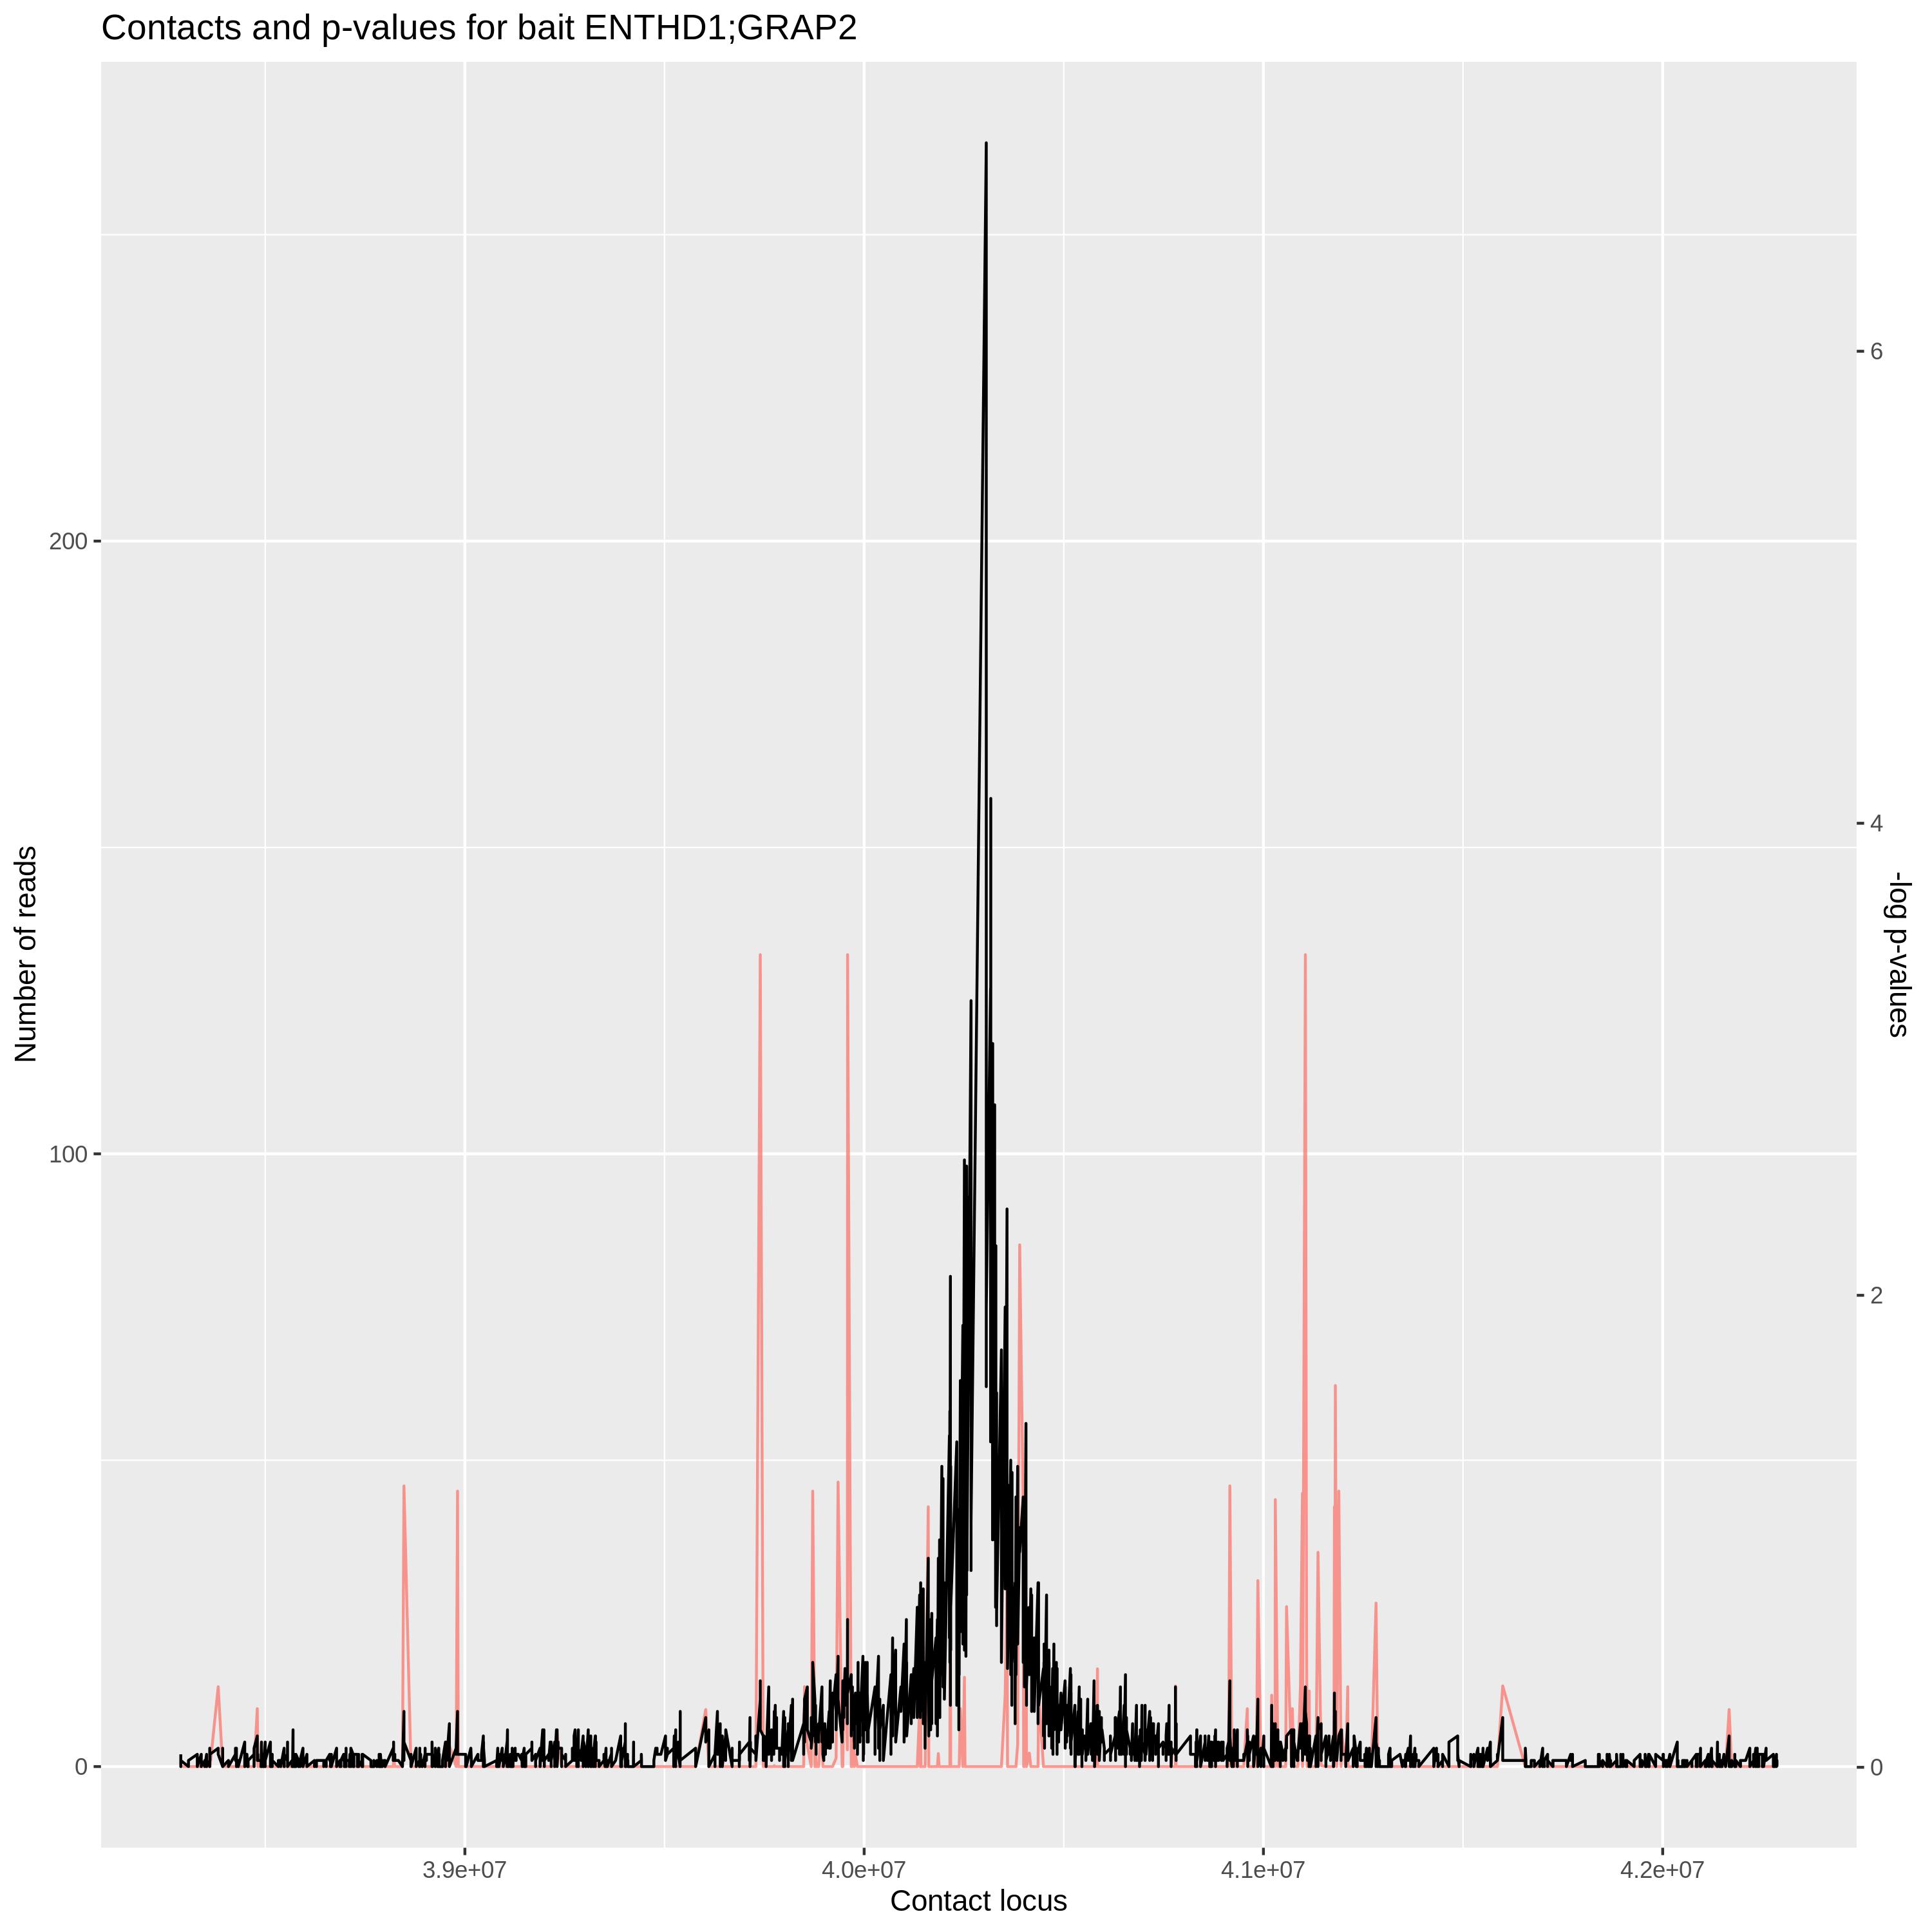 Contacts and p-values for bait ENTHD1;GRAP2
Number of reads
200
100
0
6
4
2
0
-log p-values
3.9e+07 4.0e+07 4.1e+07 4.2e+07
Contact locus